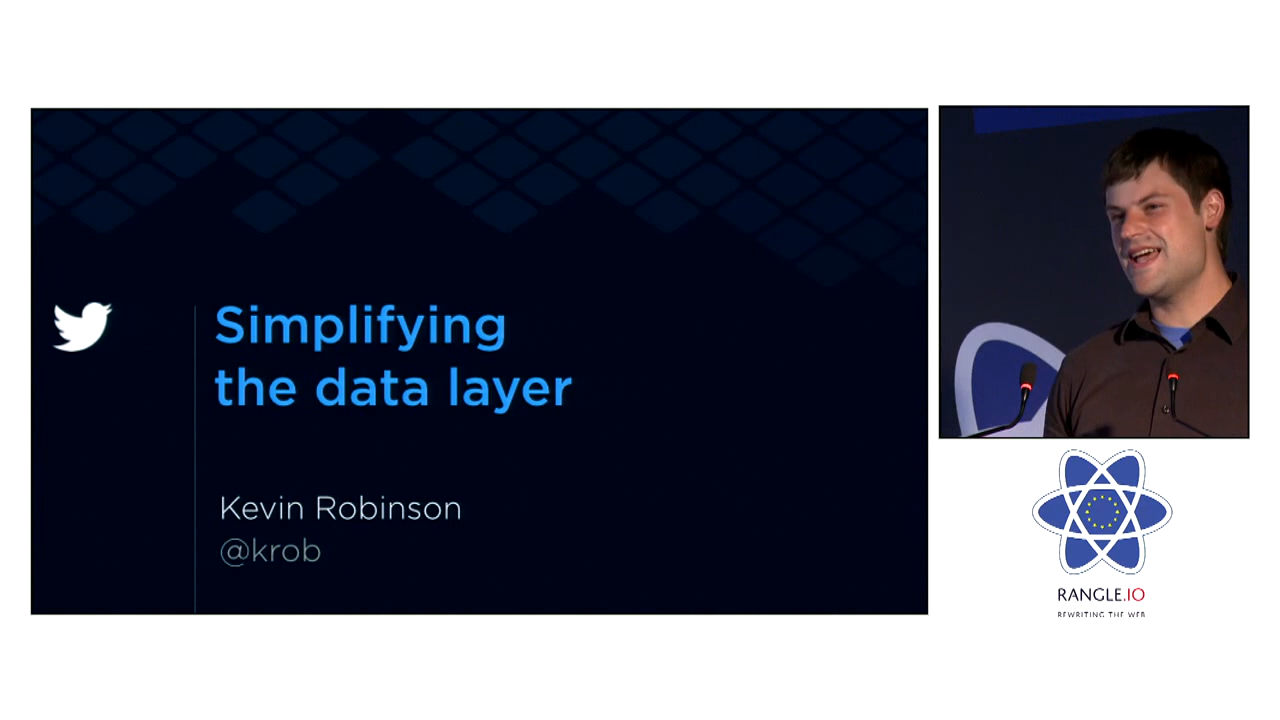 Simplifying
the data layer
Kevin Robinson
@krob
RANGLE.IO
REWRITING THE WEB